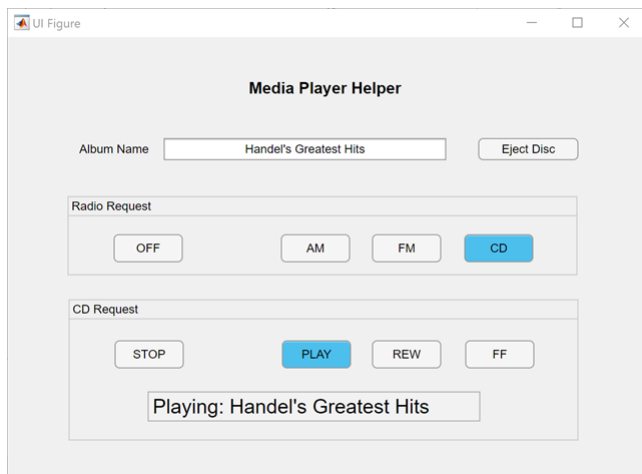 UI Figure
Media Player Helper
Album Name Handel's Greatest Hits Eject Disc
Radio Request
OFF AM FM CD
CD Request
STOP PLAY REW FF
Playing: Handel's Greatest Hits